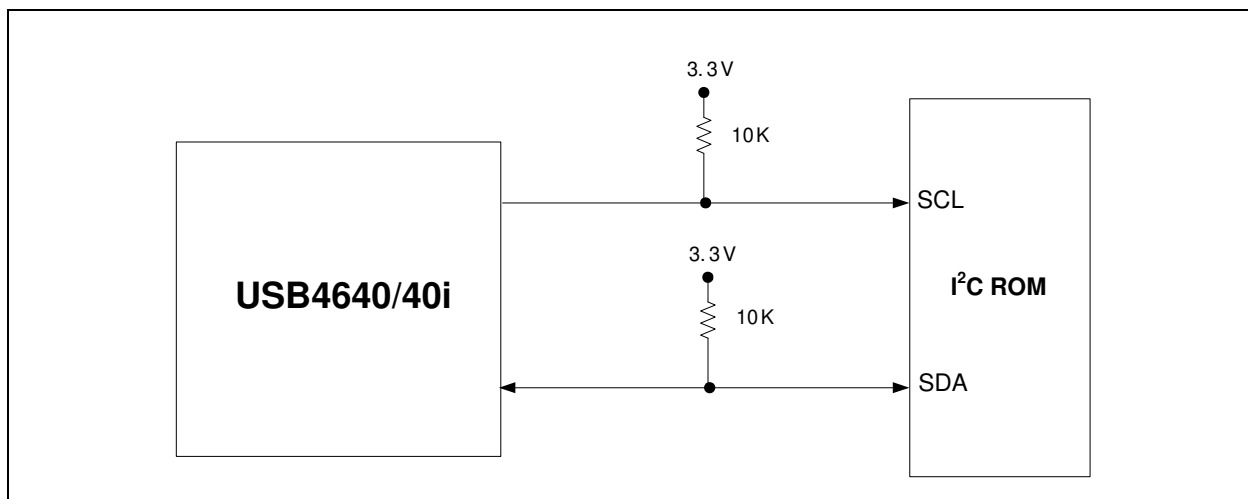 3.3V
10K
SCL
3.3V
USB4640/40i
I²C ROM
10K
SDA